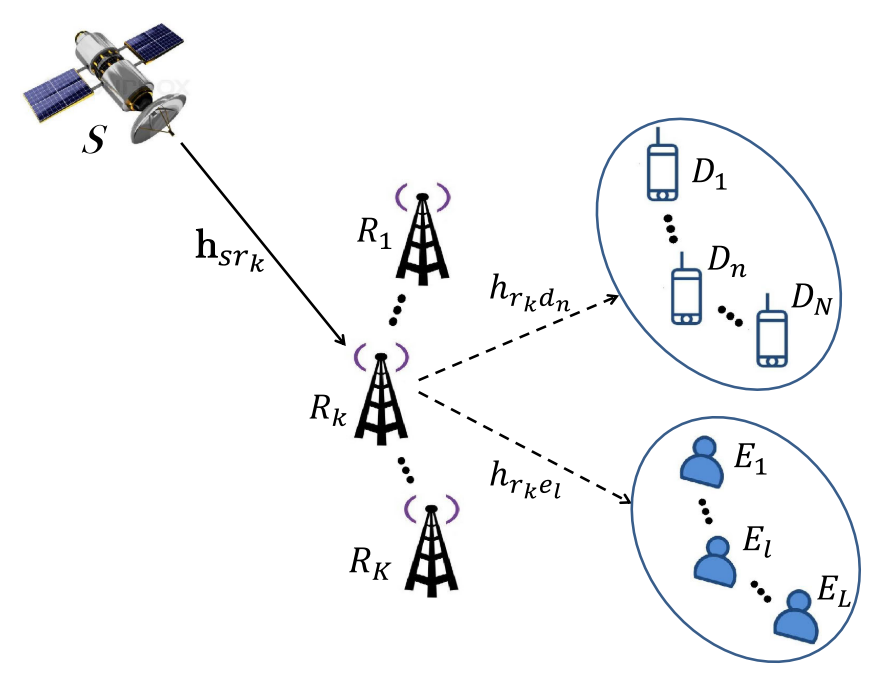 S
𝐡_{sr_k}
R_1
R_k
R_K
h_{r_k d_n}
h_{r_k e_l}
D_1
D_n
D_N
E_1
E_l
E_L